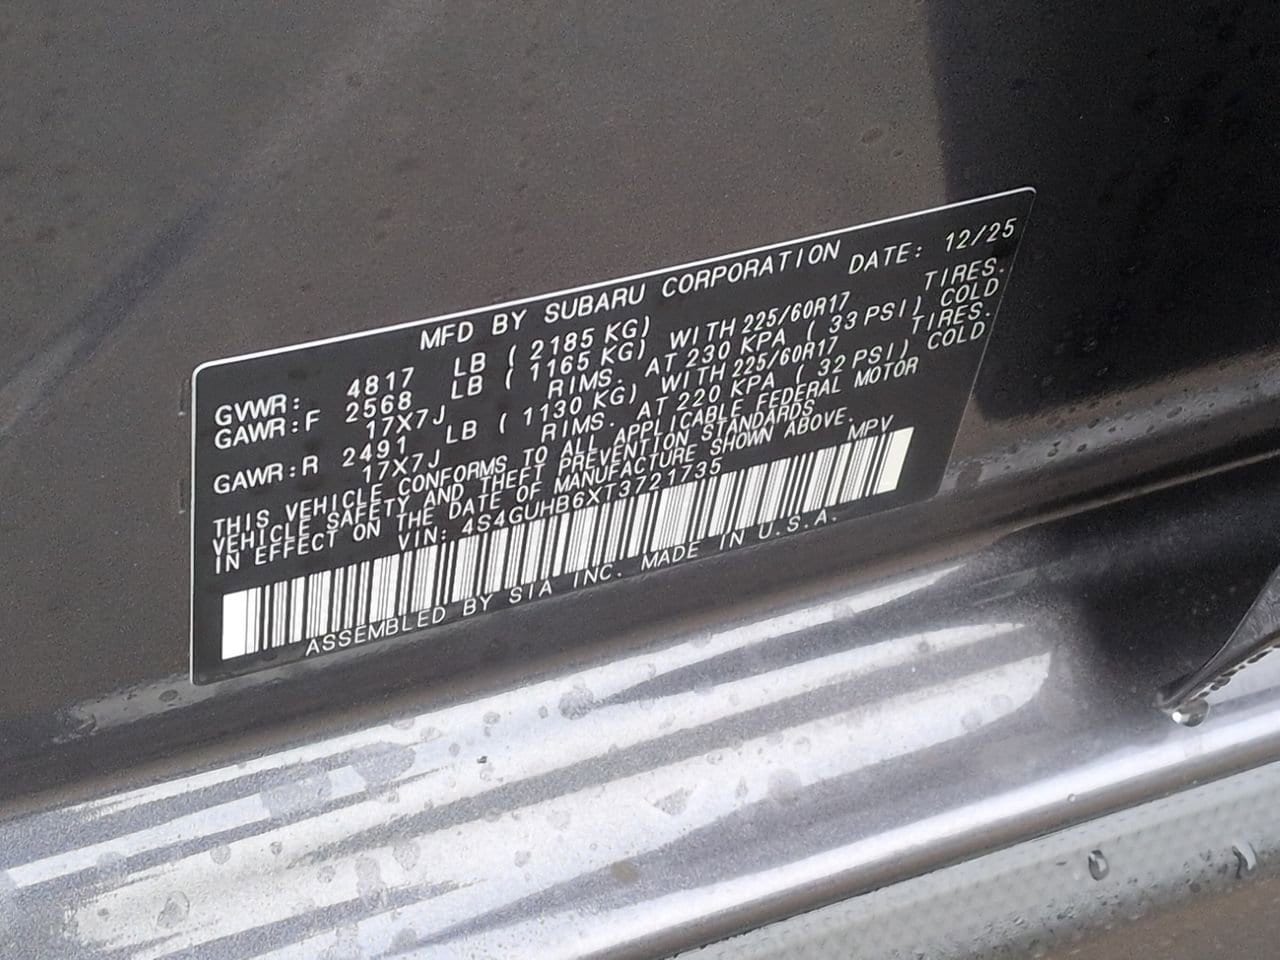 MFD BY SUBARU CORPORATION DATE: 12/25
GVWR: 4817 LB ( 2185 KG)
GAWR:F 2568 LB ( 1165 KG) WITH 225/60R17 TIRES.
17X7J RIMS. AT 230 KPA ( 33 PSI) COLD
GAWR:R 2491 LB ( 1130 KG) WITH 225/60R17 TIRES.
17X7J RIMS. AT 220 KPA ( 32 PSI) COLD
THIS VEHICLE CONFORMS TO ALL APPLICABLE FEDERAL MOTOR
VEHICLE SAFETY AND THEFT PREVENTION STANDARDS
IN EFFECT ON THE DATE OF MANUFACTURE SHOWN ABOVE.
VIN: 4S4GUHB6XT3721735 MPV
ASSEMBLED BY SIA INC. MADE IN U.S.A.